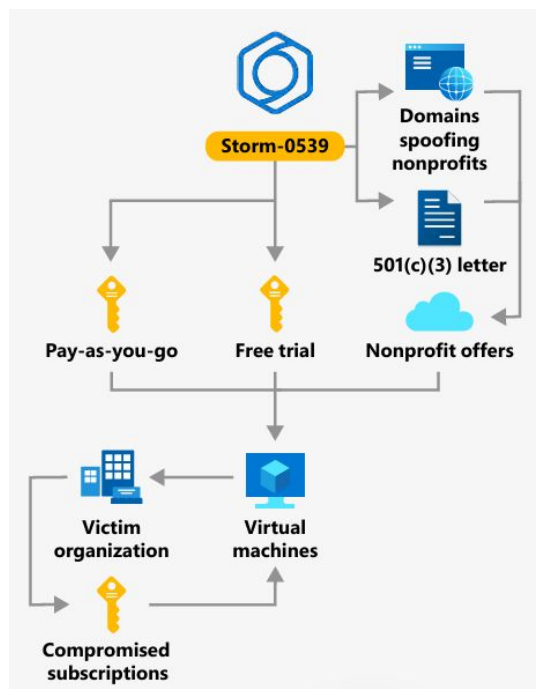 Storm-0539
Domains
spoofing
nonprofits
501(c)(3) letter
Pay-as-you-go
Free trial
Nonprofit offers
Victim
organization
Virtual
machines
Compromised
subscriptions